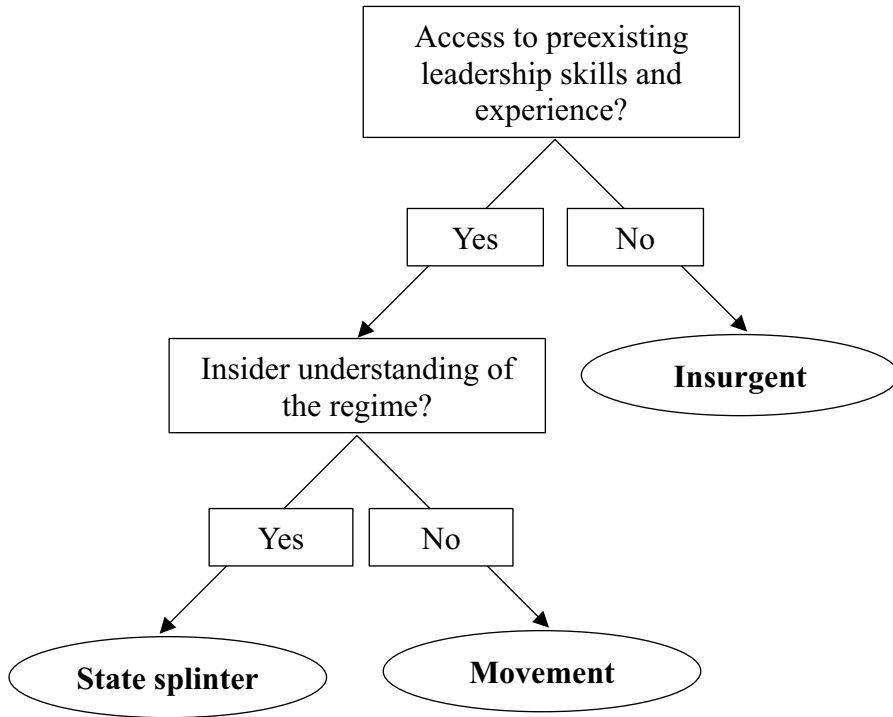 Access to preexisting
leadership skills and
experience?
Yes
No
Insider understanding of
the regime?
Insurgent
Yes
No
State splinter
Movement